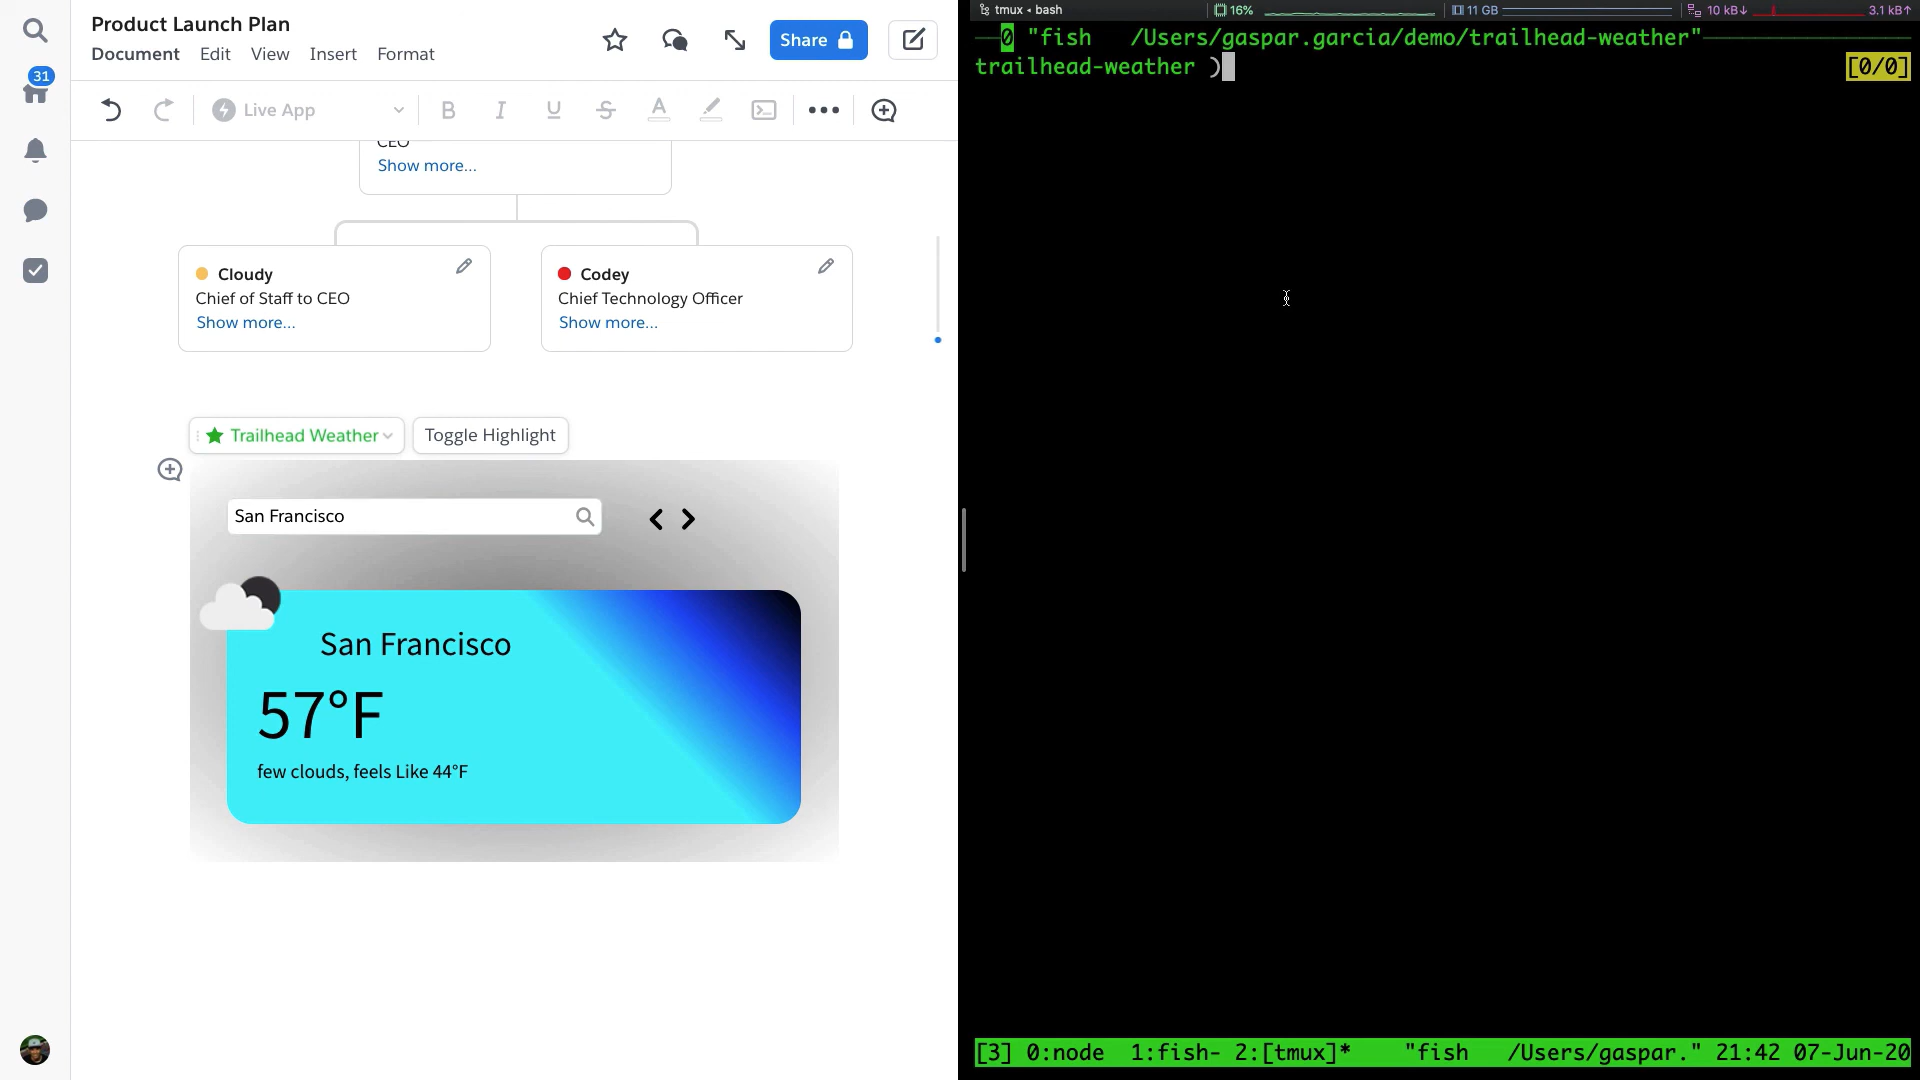 Product Launch Plan
Document Edit View Insert Format
Share
31
Live App
B I U S A
CEO
Show more...
Cloudy
Chief of Staff to CEO
Show more...
Codey
Chief Technology Officer
Show more...
Trailhead Weather
Toggle Highlight
San Francisco
San Francisco
57°F
few clouds, feels Like 44°F
tmux • bash 16% 11 GB 10 kB↓ 3.1 kB↑
0 "fish /Users/gaspar.garcia/demo/trailhead-weather"
trailhead-weather ) [0/0]
[3] 0:node 1:fish- 2:[tmux]* "fish /Users/gaspar." 21:42 07-Jun-20